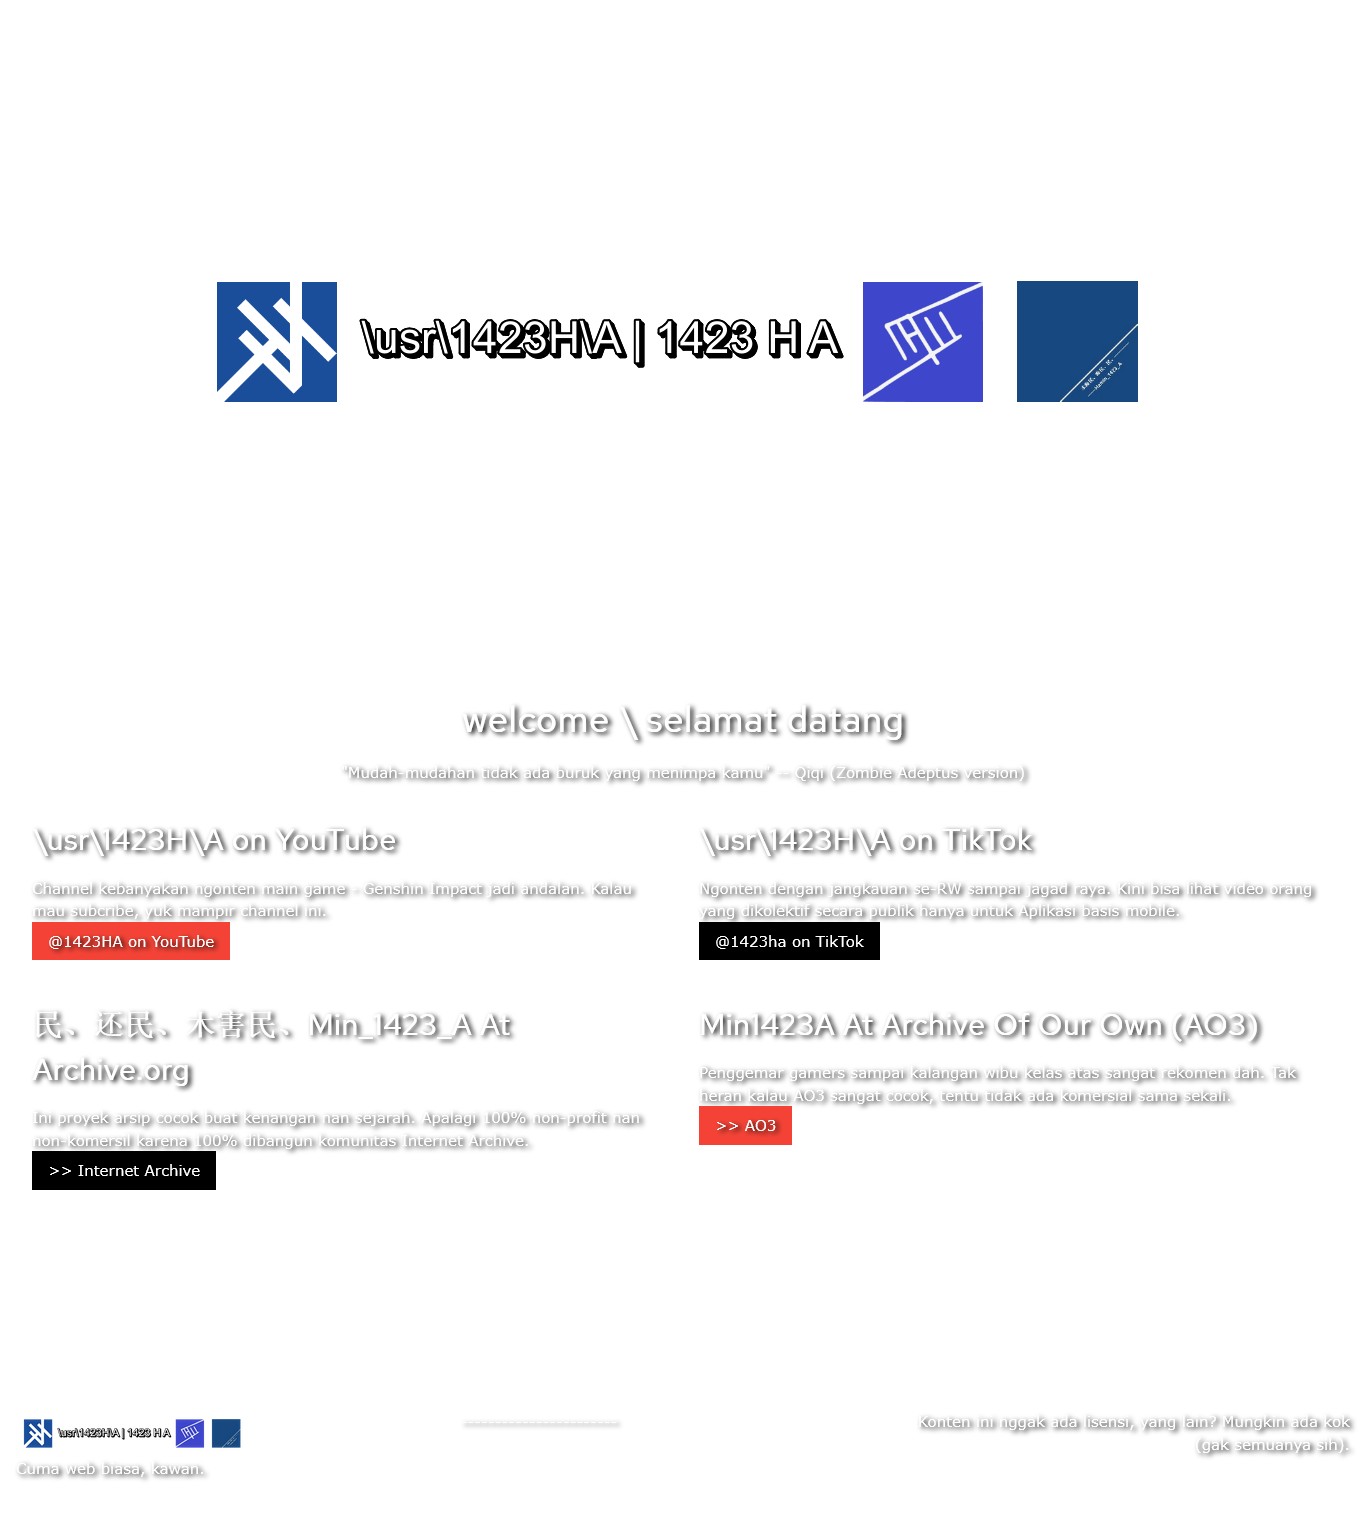 \usr\1423H\A | 1423 H A
welcome \ selamat datang
"Mudah-mudahan tidak ada buruk yang menimpa kamu" -- Qiqi (Zombie Adeptus version)
\usr\1423H\A on YouTube
Channel kebanyakan ngonten main game - Genshin Impact jadi andalan. Kalau
mau subcribe, yuk mampir channel ini.
@1423HA on YouTube
\usr\1423H\A on TikTok
Ngonten dengan jangkauan se-RW sampai jagad raya. Kini bisa lihat video orang
yang dikolektif secara publik hanya untuk Aplikasi basis mobile.
@1423ha on TikTok
民、还民、木害民、Min_1423_A At
Archive.org
Ini proyek arsip cocok buat kenangan nan sejarah. Apalagi 100% non-profit nan
non-komersil karena 100% dibangun komunitas Internet Archive.
>> Internet Archive
Min1423A At Archive Of Our Own (AO3)
Penggemar gamers sampai kalangan wibu kelas atas sangat rekomen dah. Tak
heran kalau AO3 sangat cocok, tentu tidak ada komersial sama sekali.
>> AO3
\usr\1423H\A | 1423 H A
Cuma web biasa, kawan.
Konten ini nggak ada lisensi, yang lain? Mungkin ada kok
(gak semuanya sih).